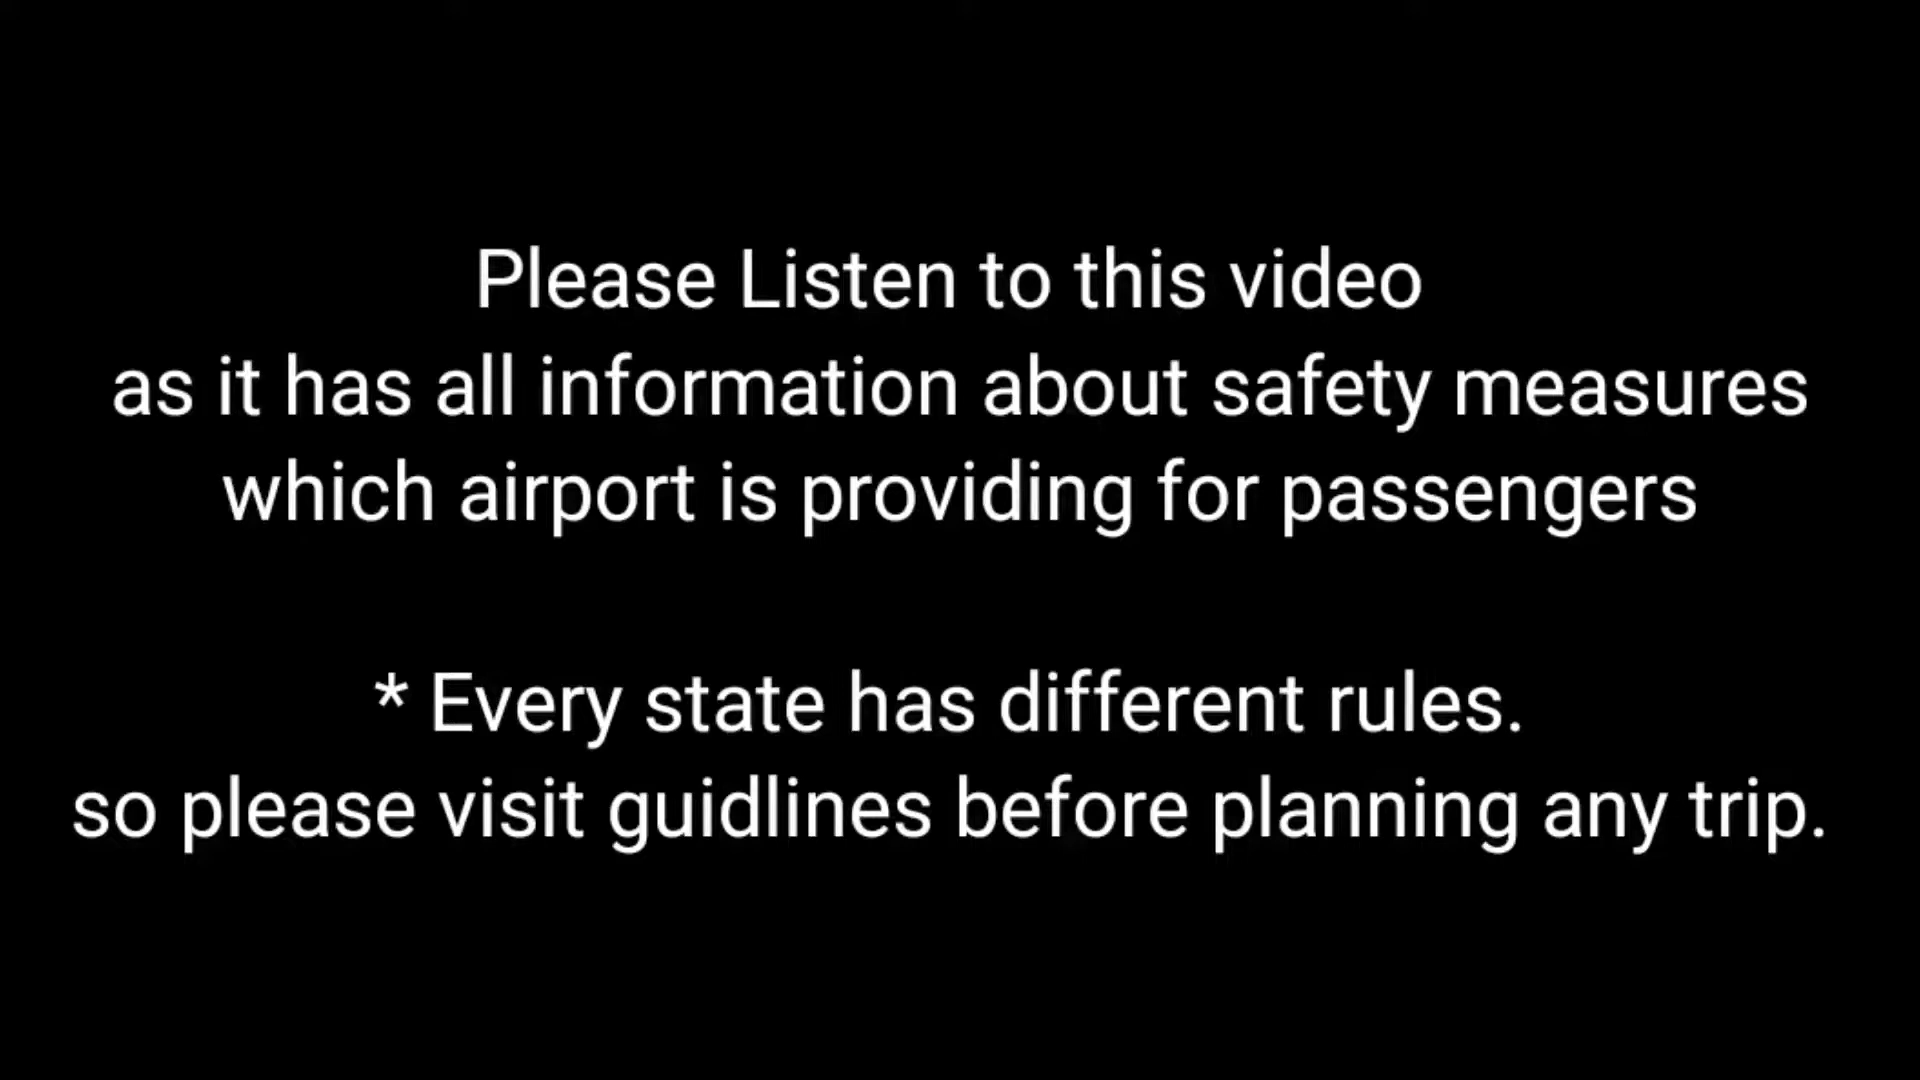 Please Listen to this video
as it has all information about safety measures
which airport is providing for passengers
* Every state has different rules.
so please visit guidlines before planning any trip.